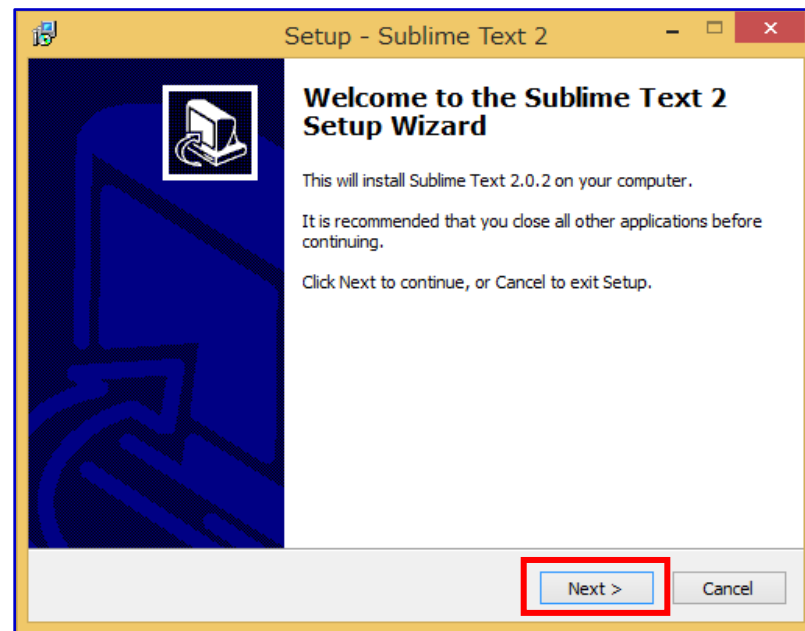 Setup - Sublime Text 2
Welcome to the Sublime Text 2
Setup Wizard
This will install Sublime Text 2.0.2 on your computer.
It is recommended that you close all other applications before
continuing.
Click Next to continue, or Cancel to exit Setup.
Next >
Cancel